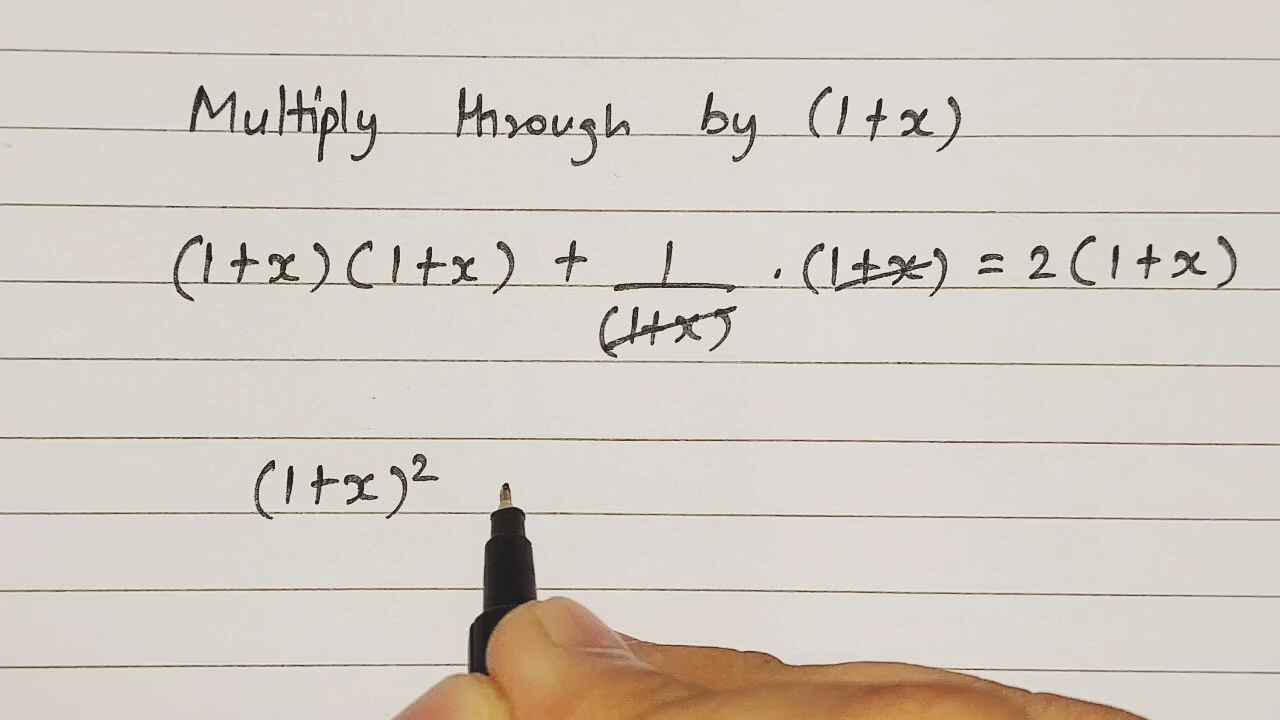 Multiply through by (1+x)
(1+x)(1+x) + 1/(1+x) . (1+x) = 2(1+x)
(1+x)²